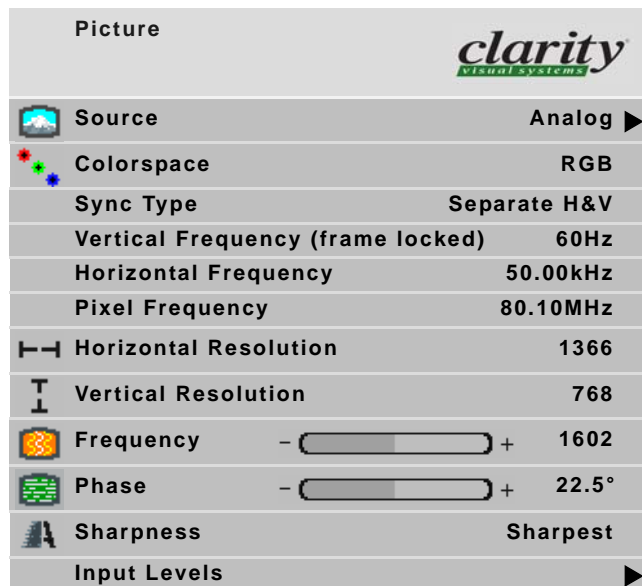 Picture
clarity
visual systems
Source Analog
Colorspace RGB
Sync Type Separate H&V
Vertical Frequency (frame locked) 60Hz
Horizontal Frequency 50.00kHz
Pixel Frequency 80.10MHz
Horizontal Resolution 1366
Vertical Resolution 768
Frequency - + 1602
Phase - + 22.5°
Sharpness Sharpest
Input Levels